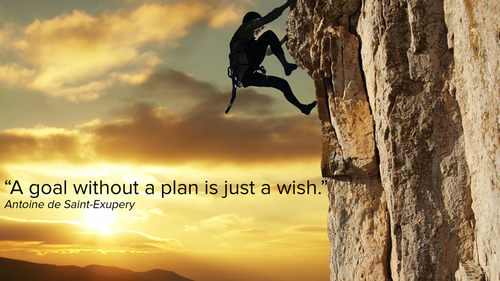 “A goal without a plan is just a wish.”
Antoine de Saint-Exupery